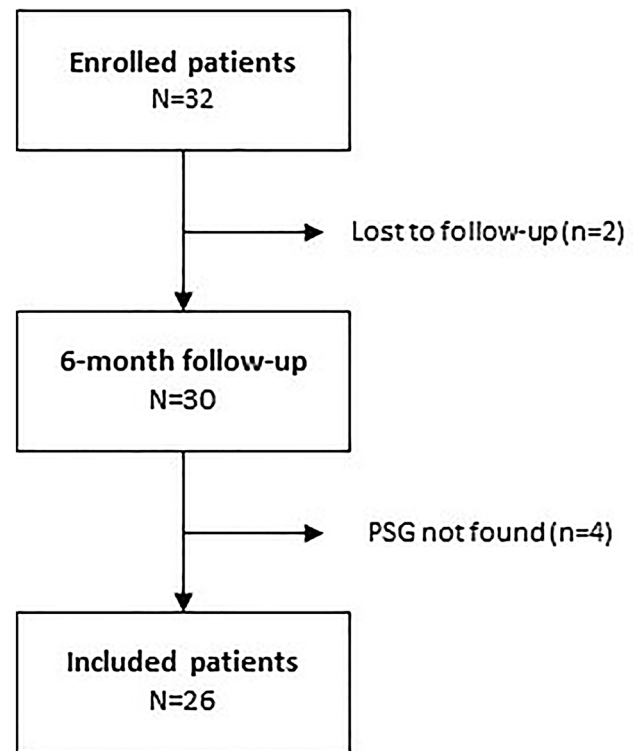 Enrolled patients
N=32
Lost to follow-up (n=2)
6-month follow-up
N=30
PSG not found (n=4)
Included patients
N=26